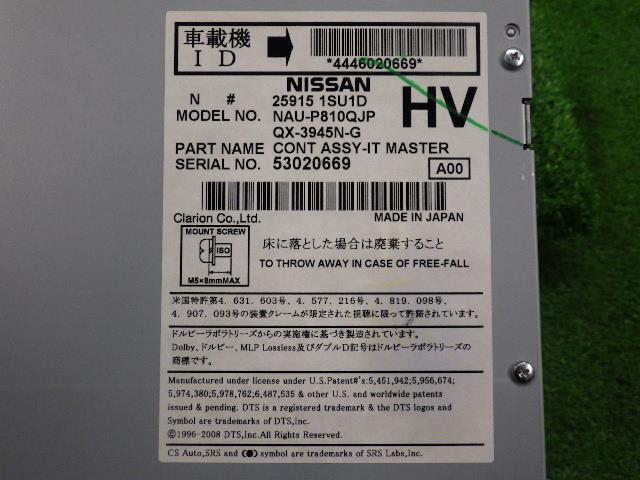 車載機
ID
*4446020669*
NISSAN
N # 25915 1SU1D
HV
MODEL NO. NAU-P810QJP
QX-3945N-G
PART NAME CONT ASSY-IT MASTER
SERIAL NO. 53020669
A00
Clarion Co.,Ltd. MADE IN JAPAN
MOUNT SCREW
ISO
M5×8mmMAX
床に落とした場合は廃棄すること
TO THROW AWAY IN CASE OF FREE-FALL
米国特許第4. 631. 603号、4. 577. 216号、4. 819. 098号、
4. 907. 093号の装置クレームが限定された視聴に限って許諾されています。
ドルビーラボラトリーズからの実施権に基づき製造されています。
Dolby、ドルビー、MLP Lossless及びダブルD記号はドルビーラボラトリーズの
商標です。
Manufactured under license under U.S.Patent#'s:5,451,942;5,956,674;
5,974,380;5,978,762;6,487,535 & other U.S. and worldwide patents
issued & pending. DTS is a registered trademark & the DTS logos and
Symbol are trademarks of DTS,Inc.
©1996-2008 DTS,Inc.All Rights Reserved.
CS Auto,SRS and symbol are trademarks of SRS Labs,Inc.